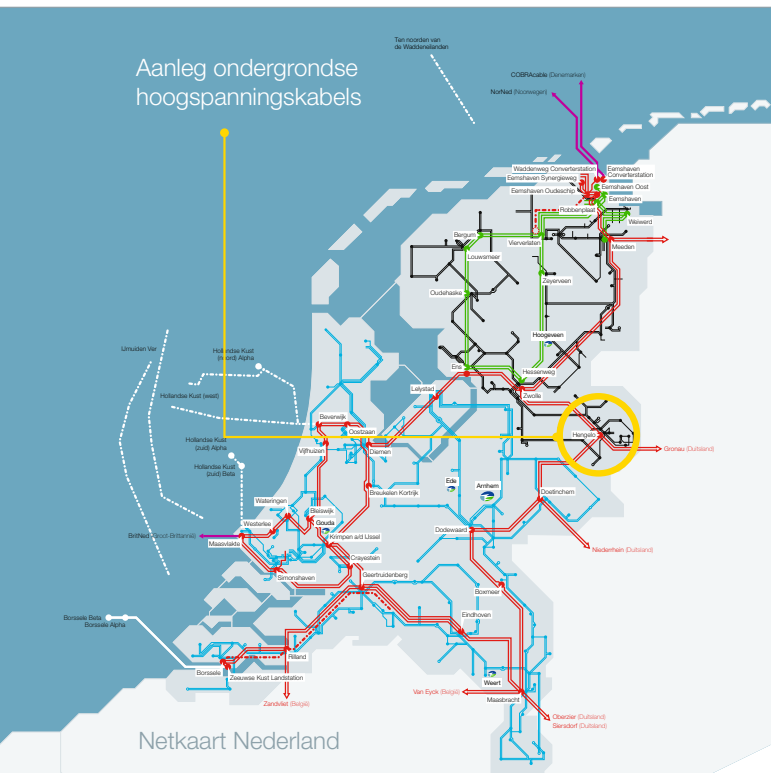 Ten noorden van
de Waddeneilanden
Aanleg ondergrondse
hoogspanningskabels
COBRAcable (Denemarken)
NorNed (Noorwegen)
Waddenweg Converterstation
Eemshaven
Converterstation
Eemshaven Synergieweg
Eemshaven Oost
Eemshaven Oudeschip
Eemshaven
Robbenplaat
Weiwerd
Bergum
Vierverlaten
Meeden
Louwsmeer
Zeyerveen
Oudehaske
Hoogeveen
IJmuiden Ver
Hollandse Kust
(noord) Alpha
Ens
Hessenweg
Lelystad
Zwolle
Hollandse Kust (west)
Beverwijk
Oostzaan
Hengelo
Hollandse Kust
(zuid) Alpha
Vijfhuizen
Diemen
Gronau (Duitsland)
Hollandse Kust
(zuid) Beta
Ede
Arnhem
Breukelen Kortrijk
Doetinchem
Wateringen
Bleiswijk
Gouda
Westerlee
Dodewaard
BritNed (Groot-Brittannië)
Maasvlakte
Krimpen a/d IJssel
Niederrhein (Duitsland)
Crayestein
Simonshaven
Geertruidenberg
Boxmeer
Borssele Beta
Borssele Alpha
Eindhoven
Rilland
Borssele
Zeeuwse Kust Landstation
Weert
Van Eyck (België)
Maasbracht
Zandvliet (België)
Oberzier (Duitsland)
Siersdorf (Duitsland)
Netkaart Nederland